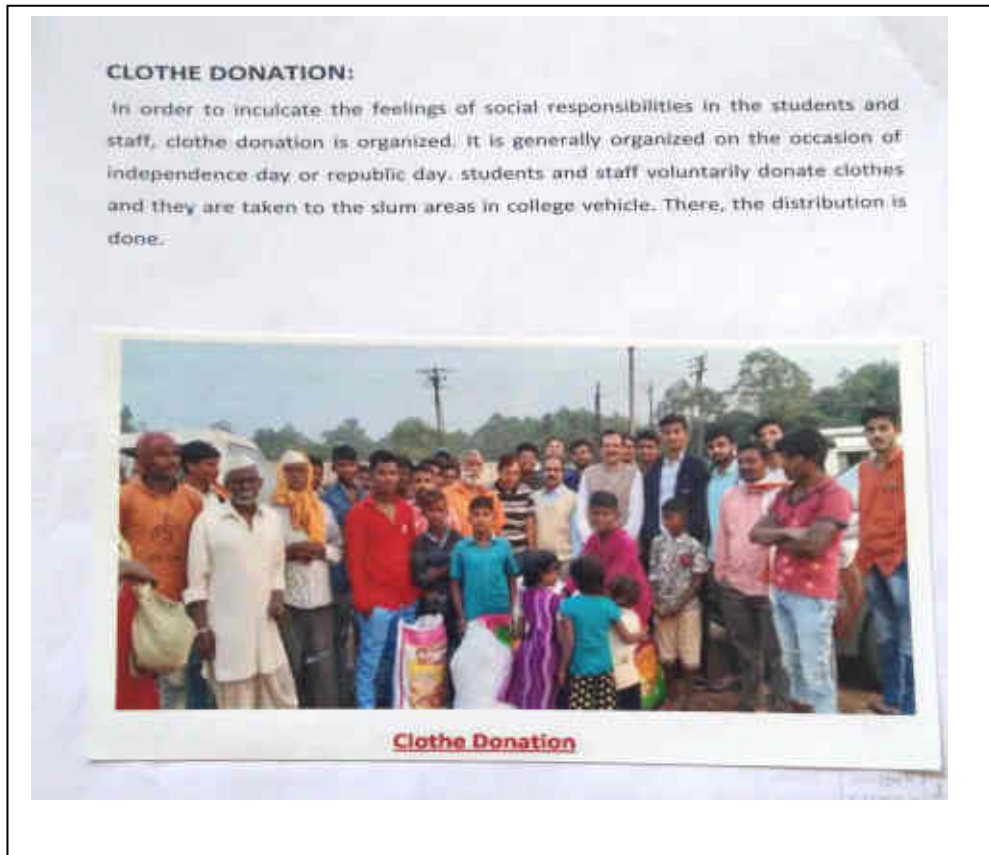 CLOTHE DONATION:
In order to inculcate the feelings of social responsibilities in the students and
staff, clothe donation is organized. It is generally organized on the occasion of
independence day or republic day. students and staff voluntarily donate clothes
and they are taken to the slum areas in college vehicle. There, the distribution is
done.
Clothe Donation